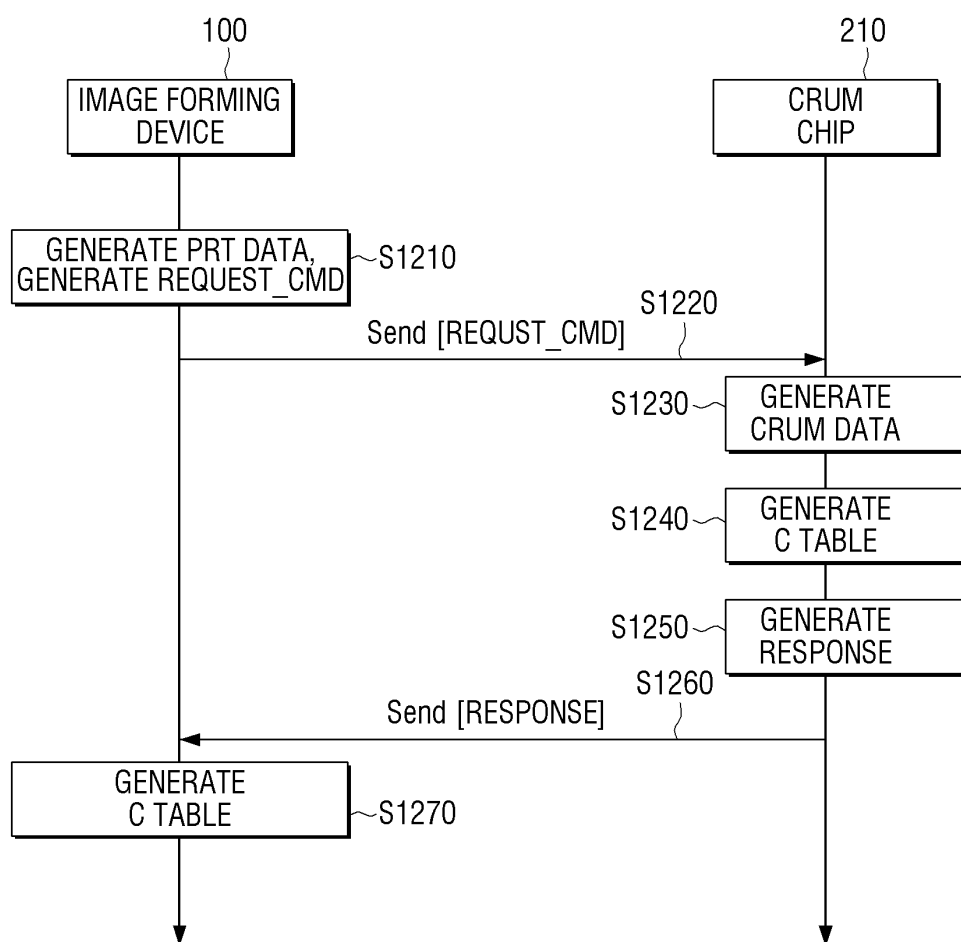 100
210
IMAGE FORMING
DEVICE
CRUM
CHIP
GENERATE PRT DATA,
GENERATE REQUEST_CMD
S1210
S1220
Send [REQUST_CMD]
S1230
GENERATE
CRUM DATA
S1240
GENERATE
C TABLE
S1250
GENERATE
RESPONSE
S1260
Send [RESPONSE]
GENERATE
C TABLE
S1270